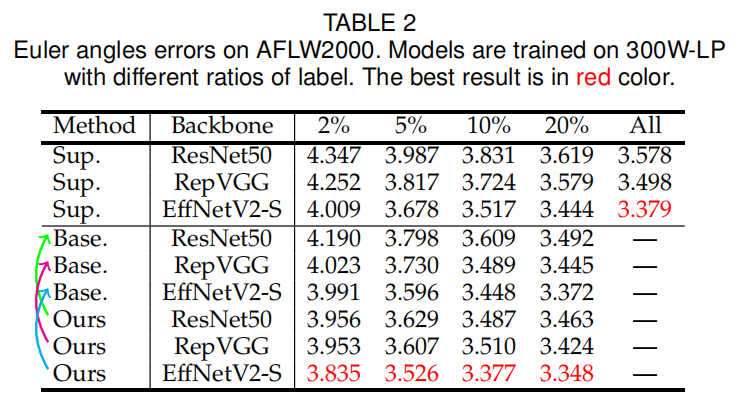 TABLE 2
Euler angles errors on AFLW2000. Models are trained on 300W-LP
with different ratios of label. The best result is in red color.
Method Backbone 2% 5% 10% 20% All
Sup. ResNet50 4.347 3.987 3.831 3.619 3.578
Sup. RepVGG 4.252 3.817 3.724 3.579 3.498
Sup. EffNetV2-S 4.009 3.678 3.517 3.444 3.379
Base. ResNet50 4.190 3.798 3.609 3.492 —
Base. RepVGG 4.023 3.730 3.489 3.445 —
Base. EffNetV2-S 3.991 3.596 3.448 3.372 —
Ours ResNet50 3.956 3.629 3.487 3.463 —
Ours RepVGG 3.953 3.607 3.510 3.424 —
Ours EffNetV2-S 3.835 3.526 3.377 3.348 —